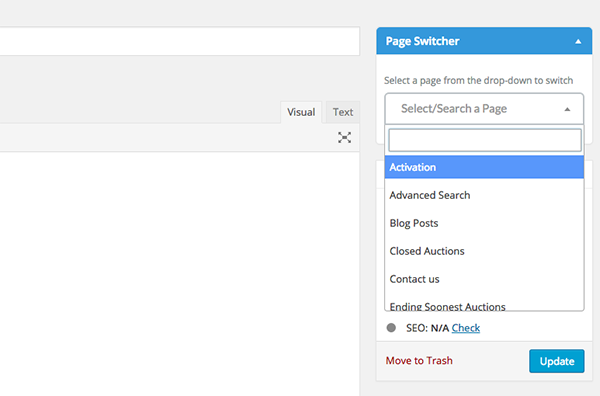 Page Switcher
Select a page from the drop-down to switch
Select/Search a Page
Visual Text
Activation
Advanced Search
Blog Posts
Closed Auctions
Contact us
Ending Soonest Auctions
SEO: N/A Check
Move to Trash Update